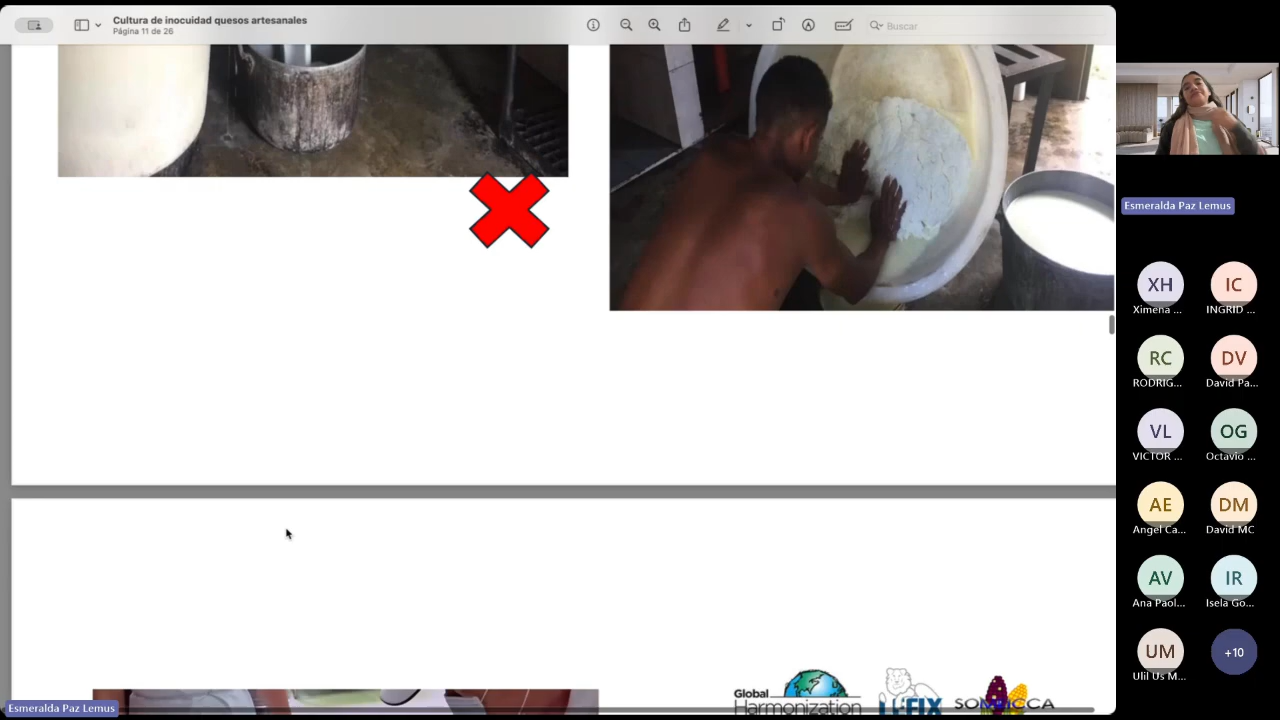 Cultura de inocuidad quesos artesanales
Página 11 de 26
Buscar
Esmeralda Paz Lemus
XH
IC
Ximena ...
INGRID ...
RC
DV
RODRIG...
David Pa...
VL
OG
VICTOR ...
Octavio ...
AE
DM
Angel Ca...
David MC
AV
IR
Ana Paol...
Isela Go...
UM
+10
Ulil Us M...
Global
Harmonization
Esmeralda Paz Lemus